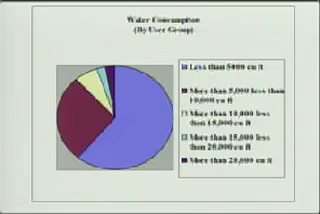 Water Consumption
(By User Group)
Less than 5000 cu ft
More than 5,000 less than
10,000 cu ft
More than 10,000 less
than 15,000 cu ft
More than 15,000 less
than 20,000 cu ft
More than 20,000 cu ft